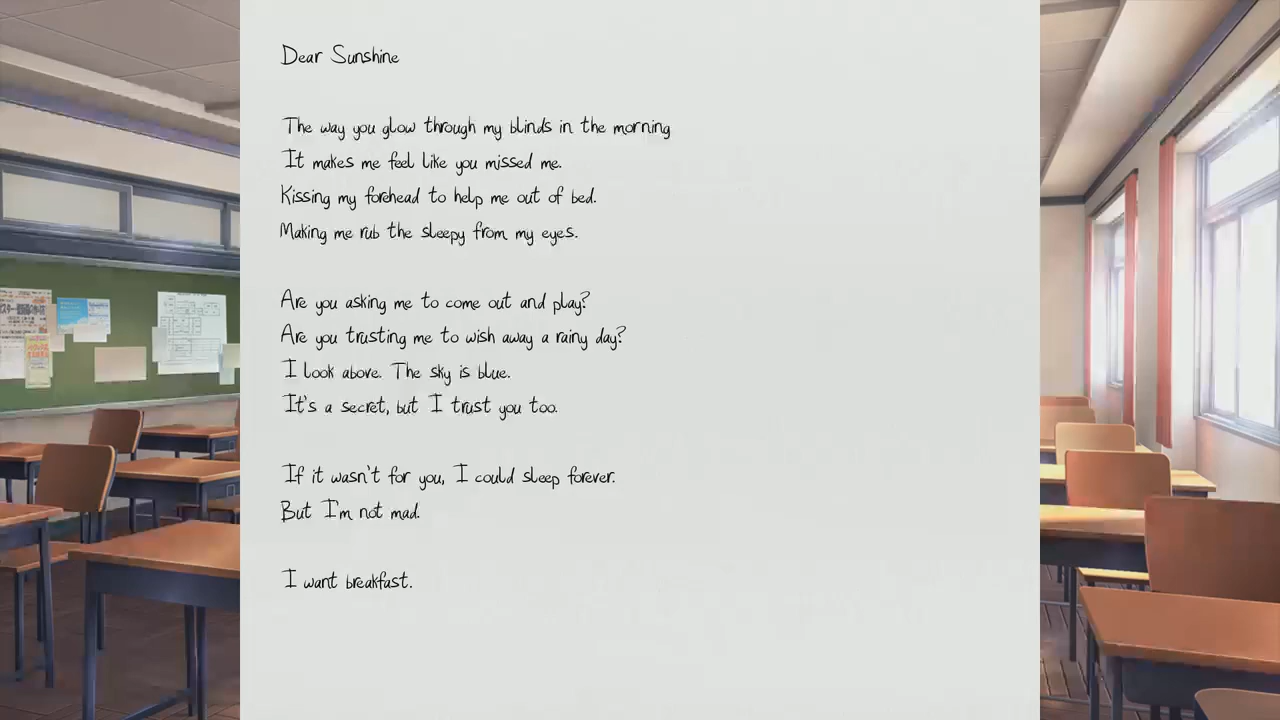 Dear Sunshine
The way you glow through my blinds in the morning
It makes me feel like you missed me.
Kissing my forehead to help me out of bed.
Making me rub the sleepy from my eyes.
Are you asking me to come out and play?
Are you trusting me to wish away a rainy day?
I look above. The sky is blue.
It's a secret, but I trust you too.
If it wasn't for you, I could sleep forever.
But I'm not mad.
I want breakfast.